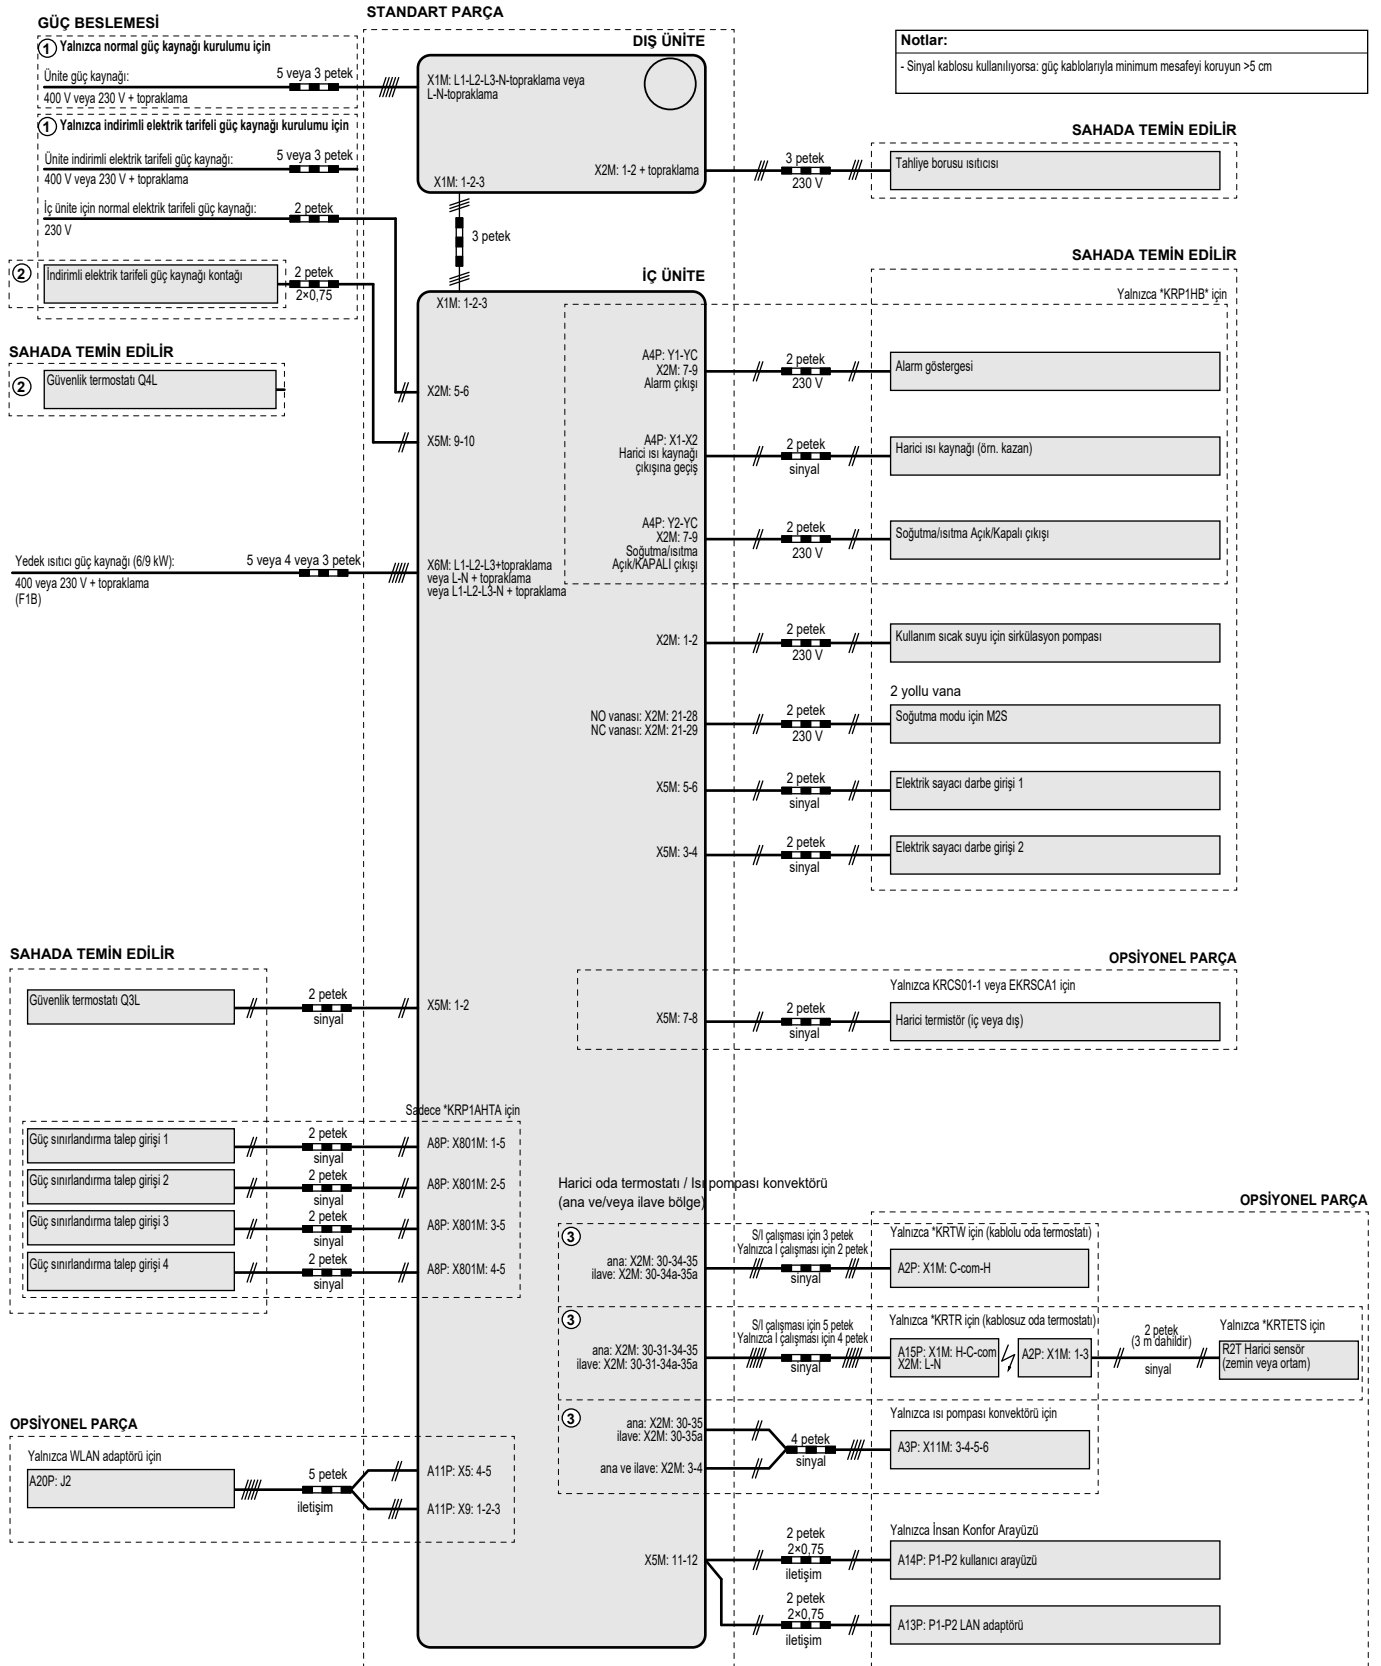 GÜÇ BESLEMESİ
1 Yalnızca normal güç kaynağı kurulumu için
Ünite güç kaynağı:
5 veya 3 petek
400 V veya 230 V + topraklama
1 Yalnızca indirimli elektrik tarifeli güç kaynağı kurulumu için
Ünite indirimli elektrik tarifeli güç kaynağı:
5 veya 3 petek
400 V veya 230 V + topraklama
İç ünite için normal elektrik tarifeli güç kaynağı:
2 petek
230 V
2
İndirimli elektrik tarifeli güç kaynağı kontağı
2 petek
2×0,75
SAHADA TEMİN EDİLİR
2
Güvenlik termostatı Q4L
Yedek ısıtıcı güç kaynağı (6/9 kW):
5 veya 4 veya 3 petek
400 veya 230 V + topraklama
(F1B)
SAHADA TEMİN EDİLİR
Güvenlik termostatı Q3L
2 petek
sinyal
Güç sınırlandırma talep girişi 1
2 petek
sinyal
Güç sınırlandırma talep girişi 2
2 petek
sinyal
Güç sınırlandırma talep girişi 3
2 petek
sinyal
Güç sınırlandırma talep girişi 4
2 petek
sinyal
OPSİYONEL PARÇA
Yalnızca WLAN adaptörü için
A20P: J2
5 petek
iletişim
STANDART PARÇA
DIŞ ÜNİTE
X1M: L1-L2-L3-N-topraklama veya
L-N-topraklama
X2M: 1-2 + topraklama
X1M: 1-2-3
3 petek
İÇ ÜNİTE
X1M: 1-2-3
X2M: 5-6
X5M: 9-10
X6M: L1-L2-L3+topraklama
veya L-N + topraklama
veya L1-L2-L3-N + topraklama
X5M: 1-2
Sadece *KRP1AHTA için
A8P: X801M: 1-5
A8P: X801M: 2-5
A8P: X801M: 3-5
A8P: X801M: 4-5
A11P: X5: 4-5
A11P: X9: 1-2-3
Notlar:
- Sinyal kablosu kullanılıyorsa: güç kablolarıyla minimum mesafeyi koruyun >5 cm
SAHADA TEMİN EDİLİR
3 petek
230 V
Tahliye borusu ısıtıcısı
SAHADA TEMİN EDİLİR
Yalnızca *KRP1HB* için
A4P: Y1-YC
X2M: 7-9
Alarm çıkışı
2 petek
230 V
Alarm göstergesi
A4P: X1-X2
Harici ısı kaynağı
çıkışına geçiş
2 petek
sinyal
Harici ısı kaynağı (örn. kazan)
A4P: Y2-YC
X2M: 7-9
Soğutma/ısıtma
Açık/KAPALI çıkışı
2 petek
230 V
Soğutma/ısıtma Açık/Kapalı çıkışı
X2M: 1-2
2 petek
230 V
Kullanım sıcak suyu için sirkülasyon pompası
2 yollu vana
NO vanası: X2M: 21-28
NC vanası: X2M: 21-29
2 petek
230 V
Soğutma modu için M2S
X5M: 5-6
2 petek
sinyal
Elektrik sayacı darbe girişi 1
X5M: 3-4
2 petek
sinyal
Elektrik sayacı darbe girişi 2
OPSİYONEL PARÇA
Yalnızca KRCS01-1 veya EKRSCA1 için
X5M: 7-8
2 petek
sinyal
Harici termistör (iç veya dış)
Harici oda termostatı / Isı pompası konvektörü
(ana ve/veya ilave bölge)
OPSİYONEL PARÇA
3
ana: X2M: 30-34-35
ilave: X2M: 30-34a-35a
S/I çalışması için 3 petek
Yalnızca I çalışması için 2 petek
sinyal
Yalnızca *KRTW için (kablolu oda termostatı)
A2P: X1M: C-com-H
3
ana: X2M: 30-31-34-35
ilave: X2M: 30-31-34a-35a
S/I çalışması için 5 petek
Yalnızca I çalışması için 4 petek
sinyal
Yalnızca *KRTR için (kablosuz oda termostatı)
A15P: X1M: H-C-com
X2M: L-N
A2P: X1M: 1-3
2 petek
(3 m dahildir)
sinyal
Yalnızca *KRTETS için
R2T Harici sensör
(zemin veya ortam)
3
ana: X2M: 30-35
ilave: X2M: 30-35a
ana ve ilave: X2M: 3-4
4 petek
sinyal
Yalnızca ısı pompası konvektörü için
A3P: X11M: 3-4-5-6
X5M: 11-12
2 petek
2×0,75
iletişim
Yalnızca İnsan Konfor Arayüzü
A14P: P1-P2 kullanıcı arayüzü
2 petek
2×0,75
iletişim
A13P: P1-P2 LAN adaptörü